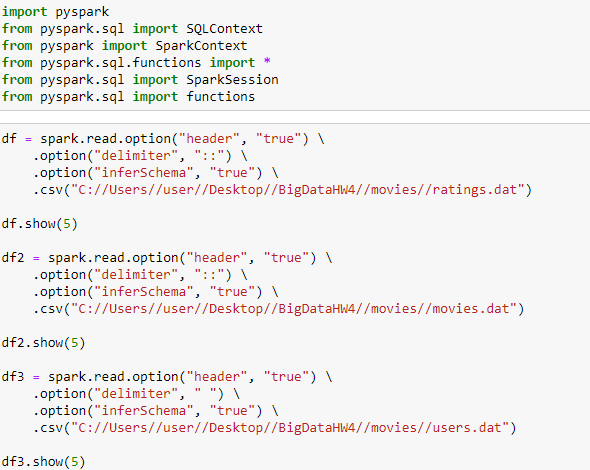 import pyspark
from pyspark.sql import SQLContext
from pyspark import SparkContext
from pyspark.sql.functions import *
from pyspark.sql import SparkSession
from pyspark.sql import functions
df = spark.read.option("header", "true") \
    .option("delimiter", "::") \
    .option("inferSchema", "true") \
    .csv("C://Users//user//Desktop//BigDataHW4//movies//ratings.dat")
df.show(5)
df2 = spark.read.option("header", "true") \
    .option("delimiter", "::") \
    .option("inferSchema", "true") \
    .csv("C://Users//user//Desktop//BigDataHW4//movies//movies.dat")
df2.show(5)
df3 = spark.read.option("header", "true") \
    .option("delimiter", " ") \
    .option("inferSchema", "true") \
    .csv("C://Users//user//Desktop//BigDataHW4//movies//users.dat")
df3.show(5)